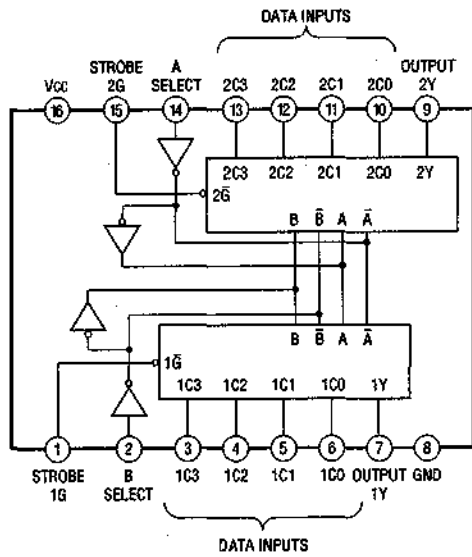 DATA INPUTS
STROBE A OUTPUT
VCC 2G SELECT 2C3 2C2 2C1 2C0 2Y
16 15 14 13 12 11 10 9
2C3 2C2 2C1 2C0 2Y
2G̅
B B̅ A A̅
B B̅ A A̅
1G̅
1C3 1C2 1C1 1C0 1Y
1 2 3 4 5 6 7 8
STROBE B 1C3 1C2 1C1 1C0 OUTPUT GND
1G SELECT 1Y
DATA INPUTS